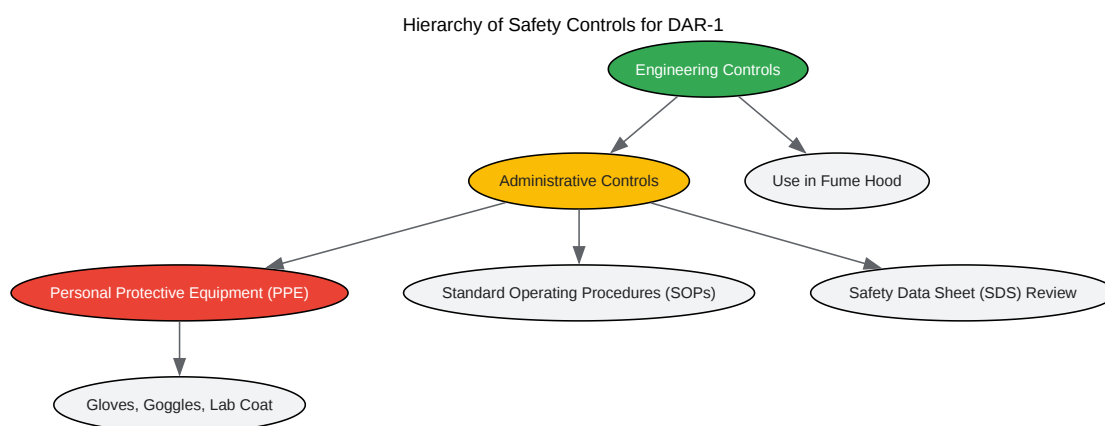 Hierarchy of Safety Controls for DAR-1
Engineering Controls
Administrative Controls
Use in Fume Hood
Personal Protective Equipment (PPE)
Standard Operating Procedures (SOPs)
Safety Data Sheet (SDS) Review
Gloves, Goggles, Lab Coat